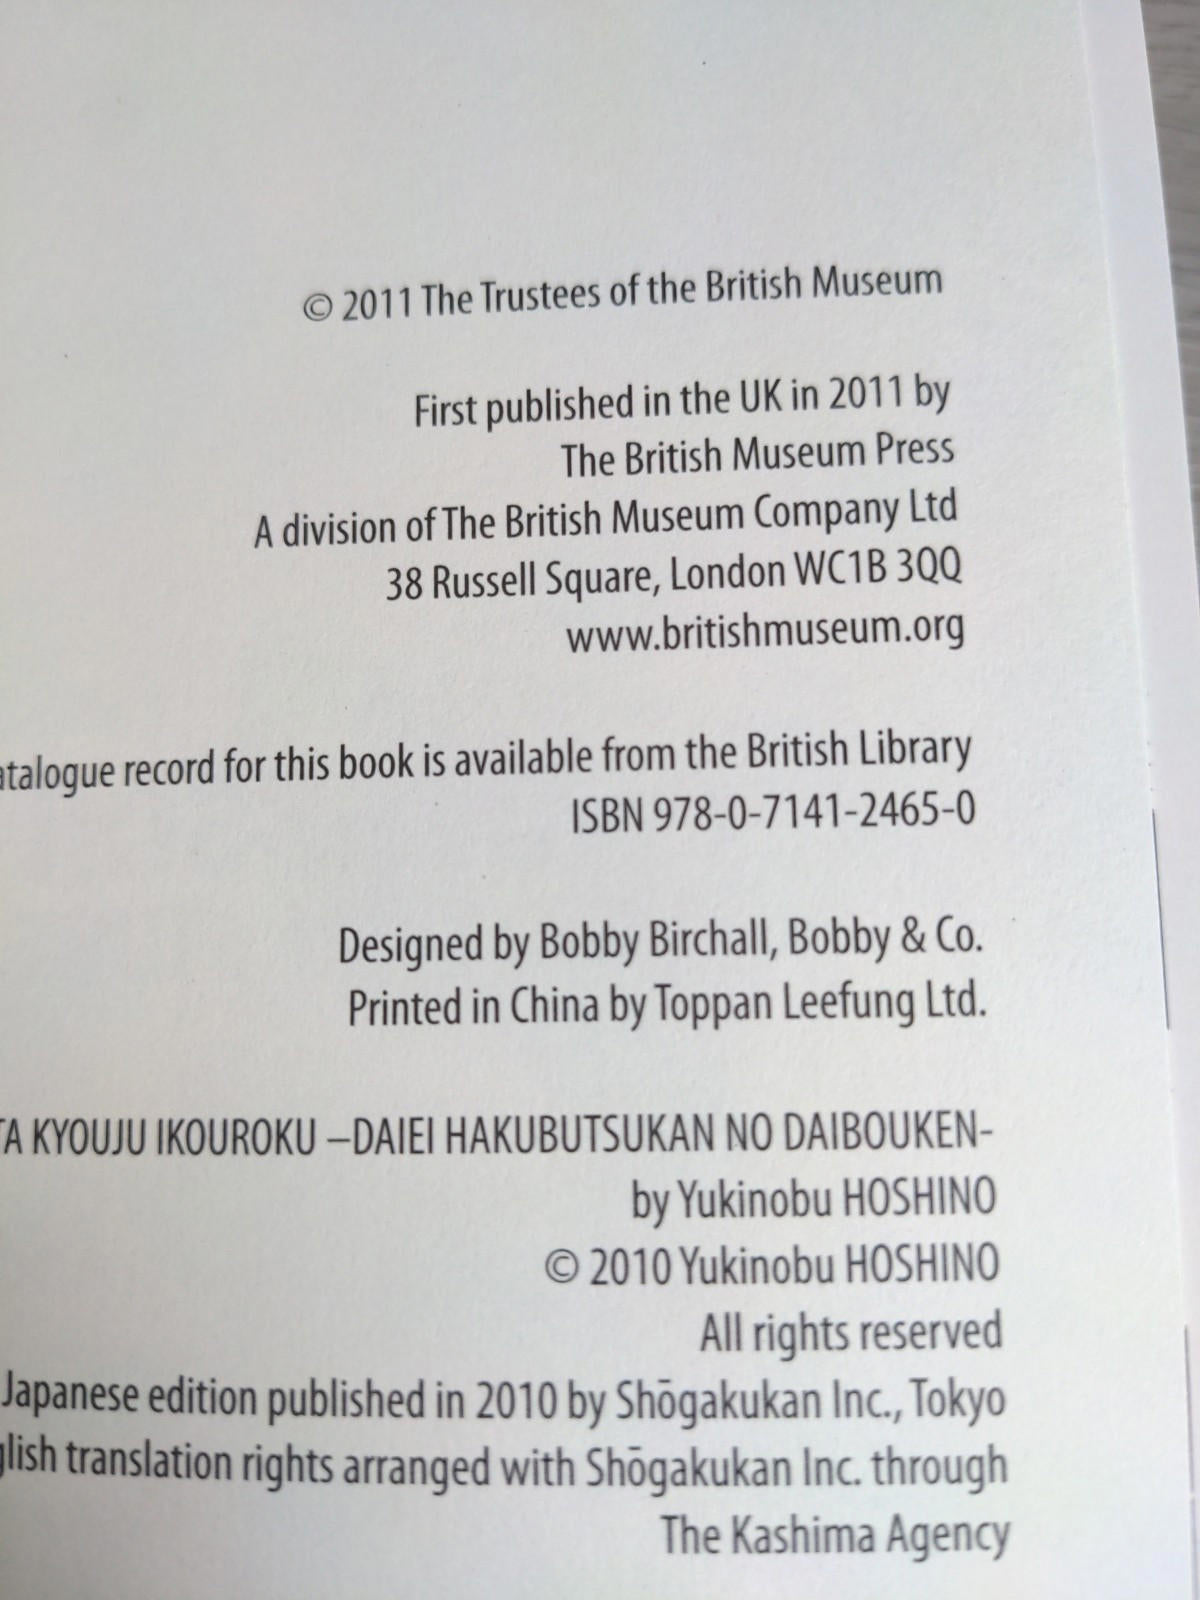 © 2011 The Trustees of the British Museum
First published in the UK in 2011 by
The British Museum Press
A division of The British Museum Company Ltd
38 Russell Square, London WC1B 3QQ
www.britishmuseum.org
atalogue record for this book is available from the British Library
ISBN 978-0-7141-2465-0
Designed by Bobby Birchall, Bobby & Co.
Printed in China by Toppan Leefung Ltd.
TA KYOUJU IKOUROKU –DAIEI HAKUBUTSUKAN NO DAIBOUKEN-
by Yukinobu HOSHINO
© 2010 Yukinobu HOSHINO
All rights reserved
Japanese edition published in 2010 by Shōgakukan Inc., Tokyo
glish translation rights arranged with Shōgakukan Inc. through
The Kashima Agency